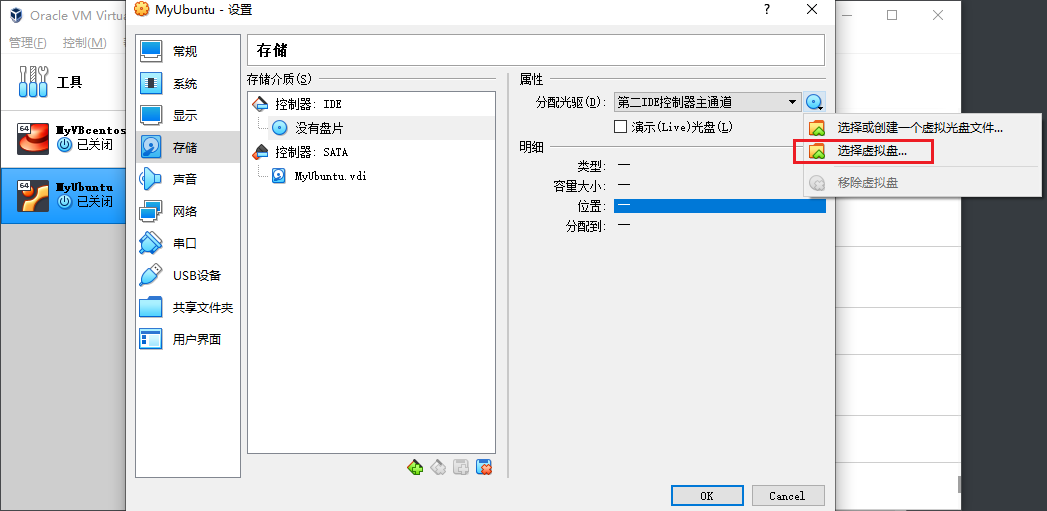 Oracle VM Virtu
MyUbuntu - 设置
?
管理(F)
控制(M)
工具
64
MyVBcentos
已关闭
64
MyUbuntu
已关闭
常规
系统
显示
存储
声音
网络
串口
USB设备
共享文件夹
用户界面
存储
存储介质(S)
控制器: IDE
没有盘片
控制器: SATA
MyUbuntu.vdi
属性
分配光驱(D): 第二IDE控制器主通道
演示(Live)光盘(L)
明细
类型: —
容量大小: —
位置: —
分配到: —
选择或创建一个虚拟光盘文件...
选择虚拟盘...
移除虚拟盘
OK
Cancel